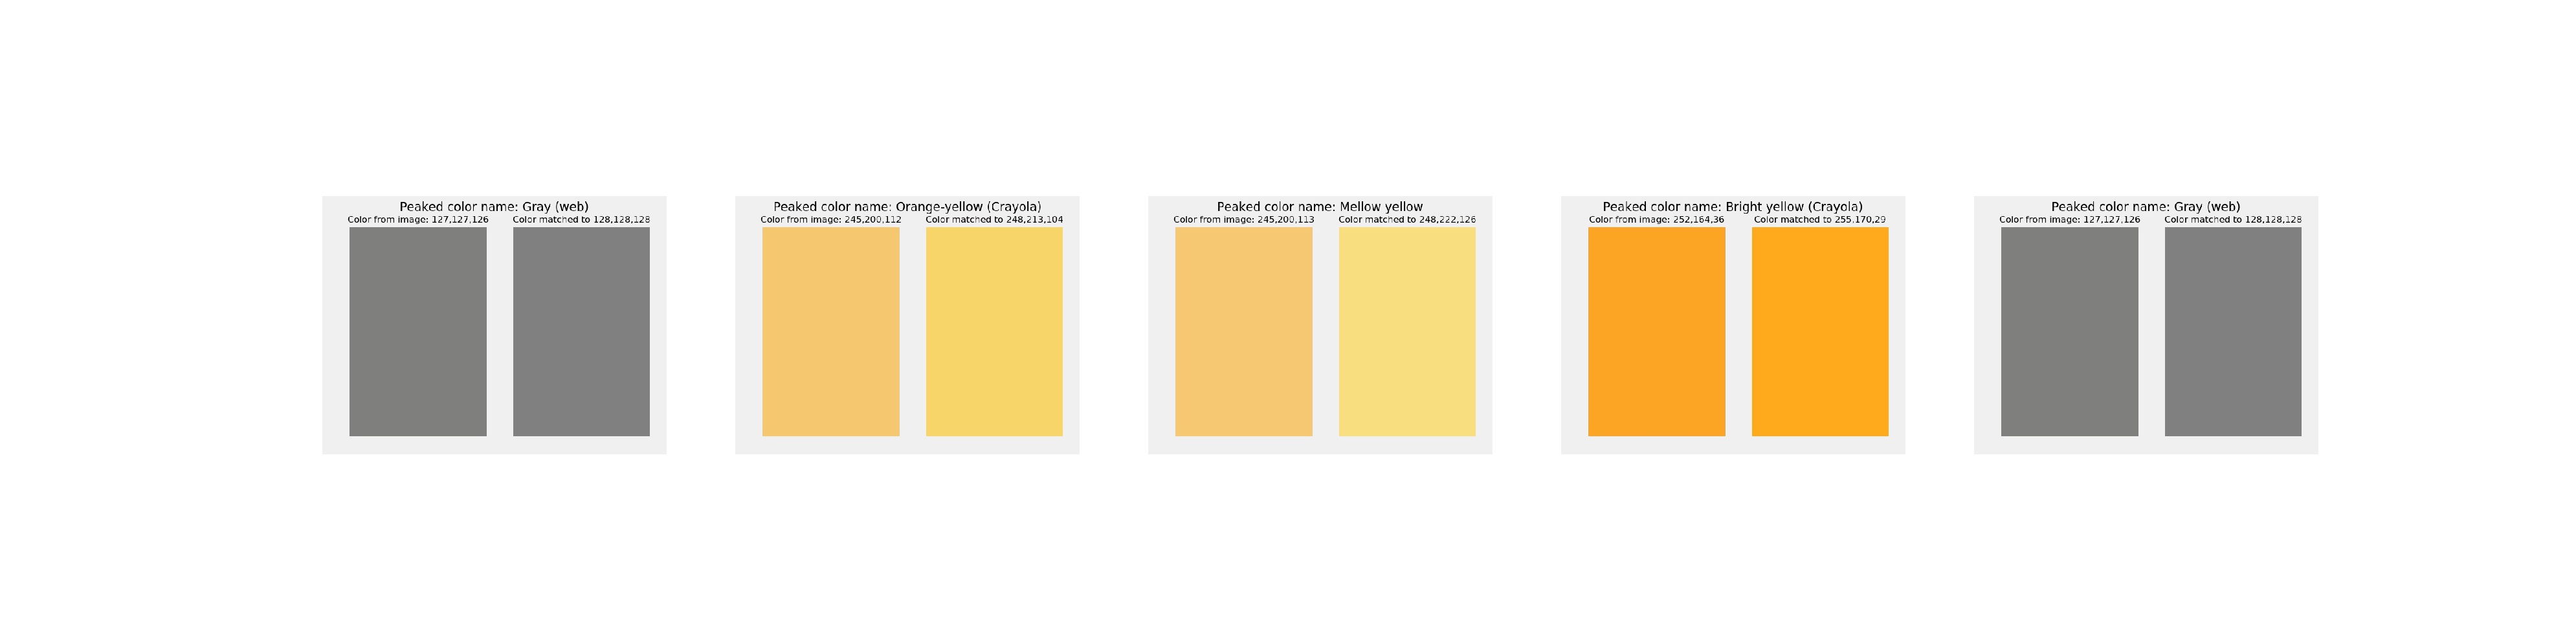 Peaked color name: Gray (web)
Color from image: 127,127,126
Color matched to 128,128,128
Peaked color name: Orange-yellow (Crayola)
Color from image: 245,200,112
Color matched to 248,213,104
Peaked color name: Mellow yellow
Color from image: 245,200,113
Color matched to 248,222,126
Peaked color name: Bright yellow (Crayola)
Color from image: 252,164,36
Color matched to 255,170,29
Peaked color name: Gray (web)
Color from image: 127,127,126
Color matched to 128,128,128